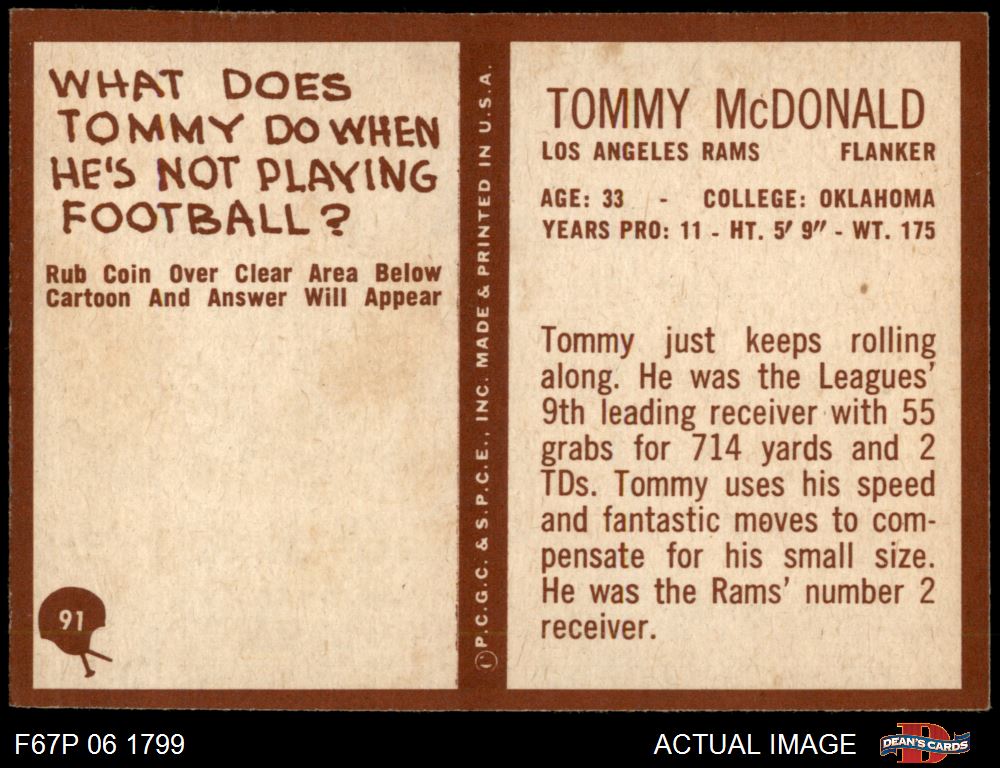 WHAT DOES
TOMMY DO WHEN
HE'S NOT PLAYING
FOOTBALL?
Rub Coin Over Clear Area Below
Cartoon And Answer Will Appear
91
©P.C.G.C. & S.P.C.E., INC. MADE & PRINTED IN U.S.A.
TOMMY McDONALD
LOS ANGELES RAMS FLANKER
AGE: 33 - COLLEGE: OKLAHOMA
YEARS PRO: 11 - HT. 5' 9" - WT. 175
Tommy just keeps rolling
along. He was the Leagues'
9th leading receiver with 55
grabs for 714 yards and 2
TDs. Tommy uses his speed
and fantastic moves to com-
pensate for his small size.
He was the Rams' number 2
receiver.
F67P 06 1799
ACTUAL IMAGE
DEAN'S CARDS